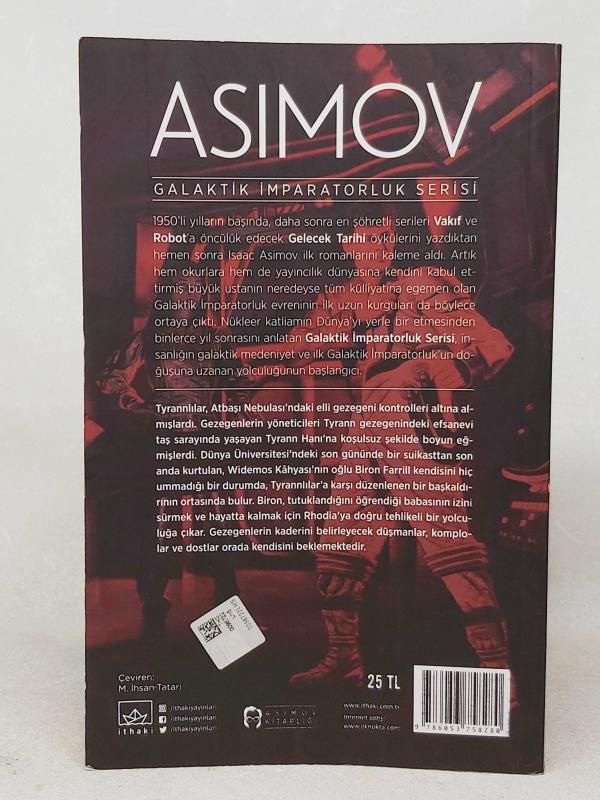 ASIMOV
GALAKTİK İMPARATORLUK SERİSİ
1950'li yılların başında, daha sonra en şöhretli serileri Vakıf ve
Robot'a öncülük edecek Gelecek Tarihi öykülerini yazdıktan
hemen sonra Isaac Asimov ilk romanlarını kaleme aldı. Artık
hem okurlara hem de yayıncılık dünyasına kendini kabul et-
tirmiş büyük ustanın neredeyse tüm külliyatına egemen olan
Galaktik İmparatorluk evreninin ilk uzun kurguları da böylece
ortaya çıktı. Nükleer katliamın Dünya'yı yerle bir etmesinden
binlerce yıl sonrasını anlatan Galaktik İmparatorluk Serisi, in-
sanlığın galaktik medeniyet ve ilk Galaktik İmparatorluk'un do-
ğuşuna uzanan yolculuğunun başlangıcı.
Tyrannlılar, Atbaşı Nebulası'ndaki elli gezegeni kontrolleri altına al-
mışlardı. Gezegenlerin yöneticileri Tyrann gezegenindeki efsanevi
taş sarayında yaşayan Tyrann Hanı'na koşulsuz şekilde boyun eğ-
mişlerdi. Dünya Üniversitesi'ndeki son gününde bir suikasttan son
anda kurtulan, Widemos Kâhyası'nın oğlu Biron Farrill kendisini hiç
ummadığı bir durumda, Tyrannlılar'a karşı düzenlenen bir başkaldı-
rının ortasında bulur. Biron, tutuklandığını öğrendiği babasının izini
sürmek ve hayatta kalmak için Rhodia'ya doğru tehlikeli bir yolcu-
luğa çıkar. Gezegenlerin kaderini belirleyecek düşmanlar, komplo-
lar ve dostlar orada kendisini beklemektedir.
Çeviren:
M. İhsan Tatari
25 TL
ithaki
/ithakiyayinlari
/ithakiyayinlari
/ithakiyayinlari
ASIMOV
KİTAPLIĞI
www.ithaki.com.tr
İnternet satış:
www.ilknokta.com
9 786053 758280